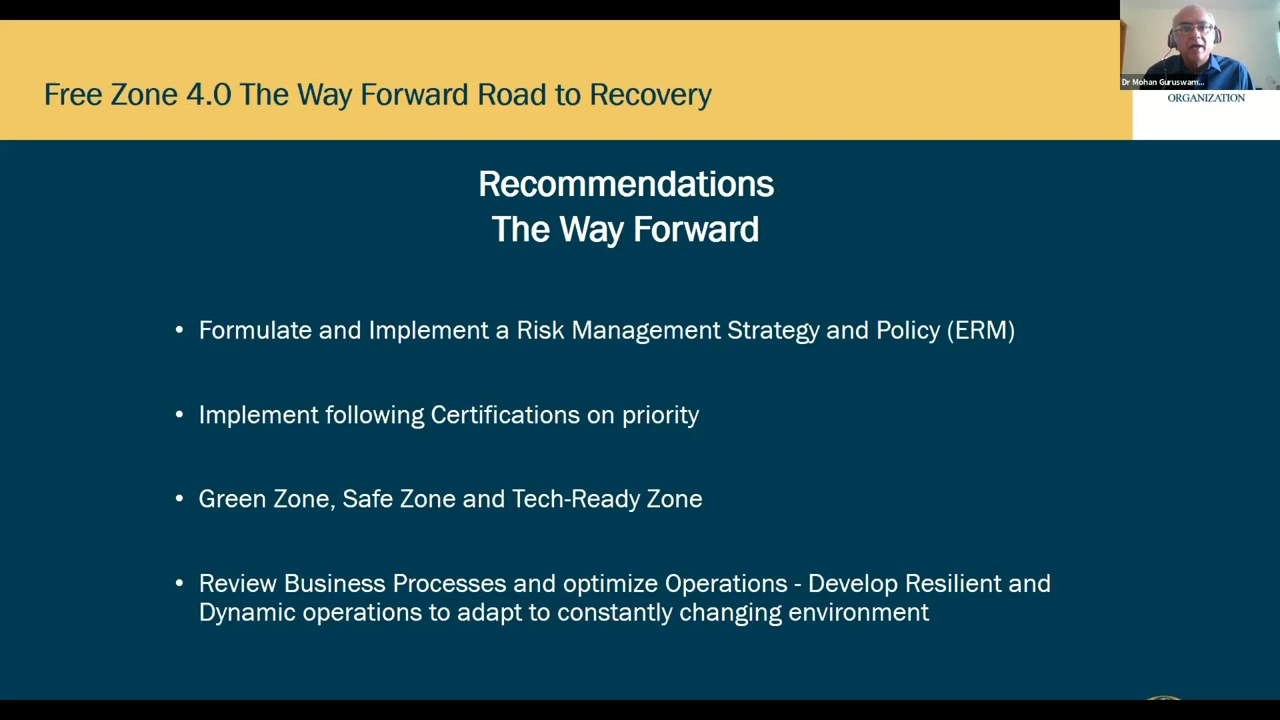 Free Zone 4.0 The Way Forward Road to Recovery
Dr Mohan Guruswam...
ORGANIZATION
Recommendations
The Way Forward
• Formulate and Implement a Risk Management Strategy and Policy (ERM)
• Implement following Certifications on priority
• Green Zone, Safe Zone and Tech-Ready Zone
• Review Business Processes and optimize Operations - Develop Resilient and
Dynamic operations to adapt to constantly changing environment